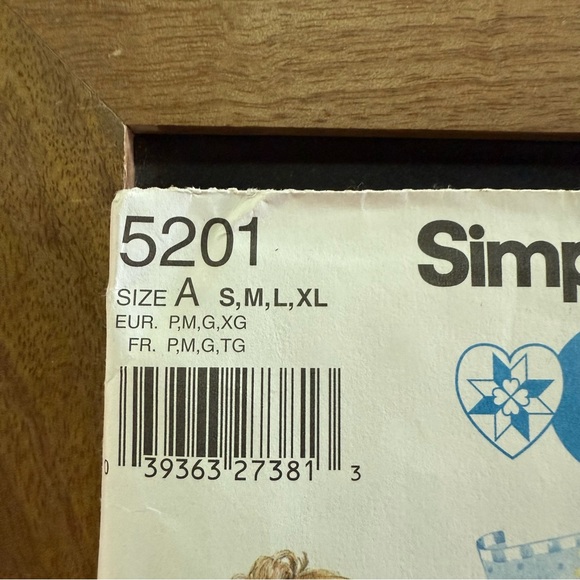 5201
Simp
SIZE A S,M,L,XL
EUR. P,M,G,XG
FR. P,M,G,TG
0 39363 27381 3